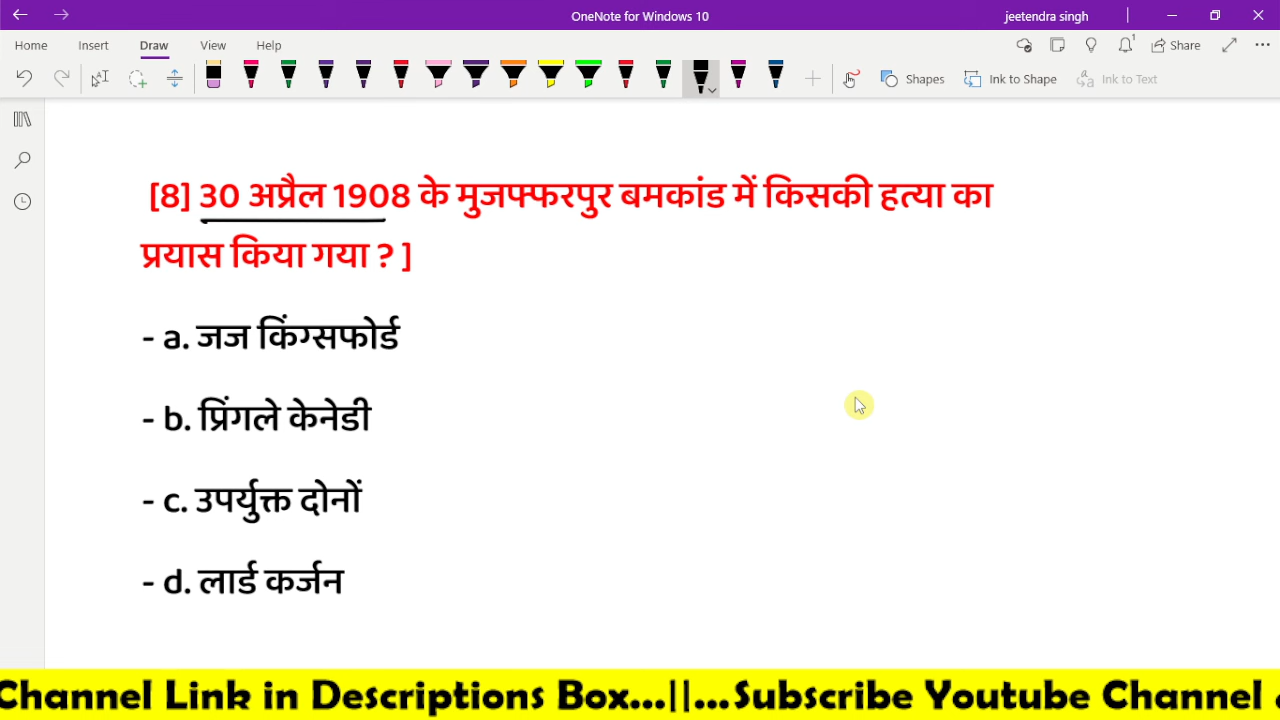 OneNote for Windows 10
jeetendra singh
Home Insert Draw View Help
Share
Shapes Ink to Shape Ink to Text
[8] 30 अप्रैल 1908 के मुजफ्फरपुर बमकांड में किसकी हत्या का
प्रयास किया गया ? ]
- a. जज किंग्सफोर्ड
- b. प्रिंगले केनेडी
- c. उपर्युक्त दोनों
- d. लार्ड कर्जन
Channel Link in Descriptions Box...||...Subscribe Youtube Channel